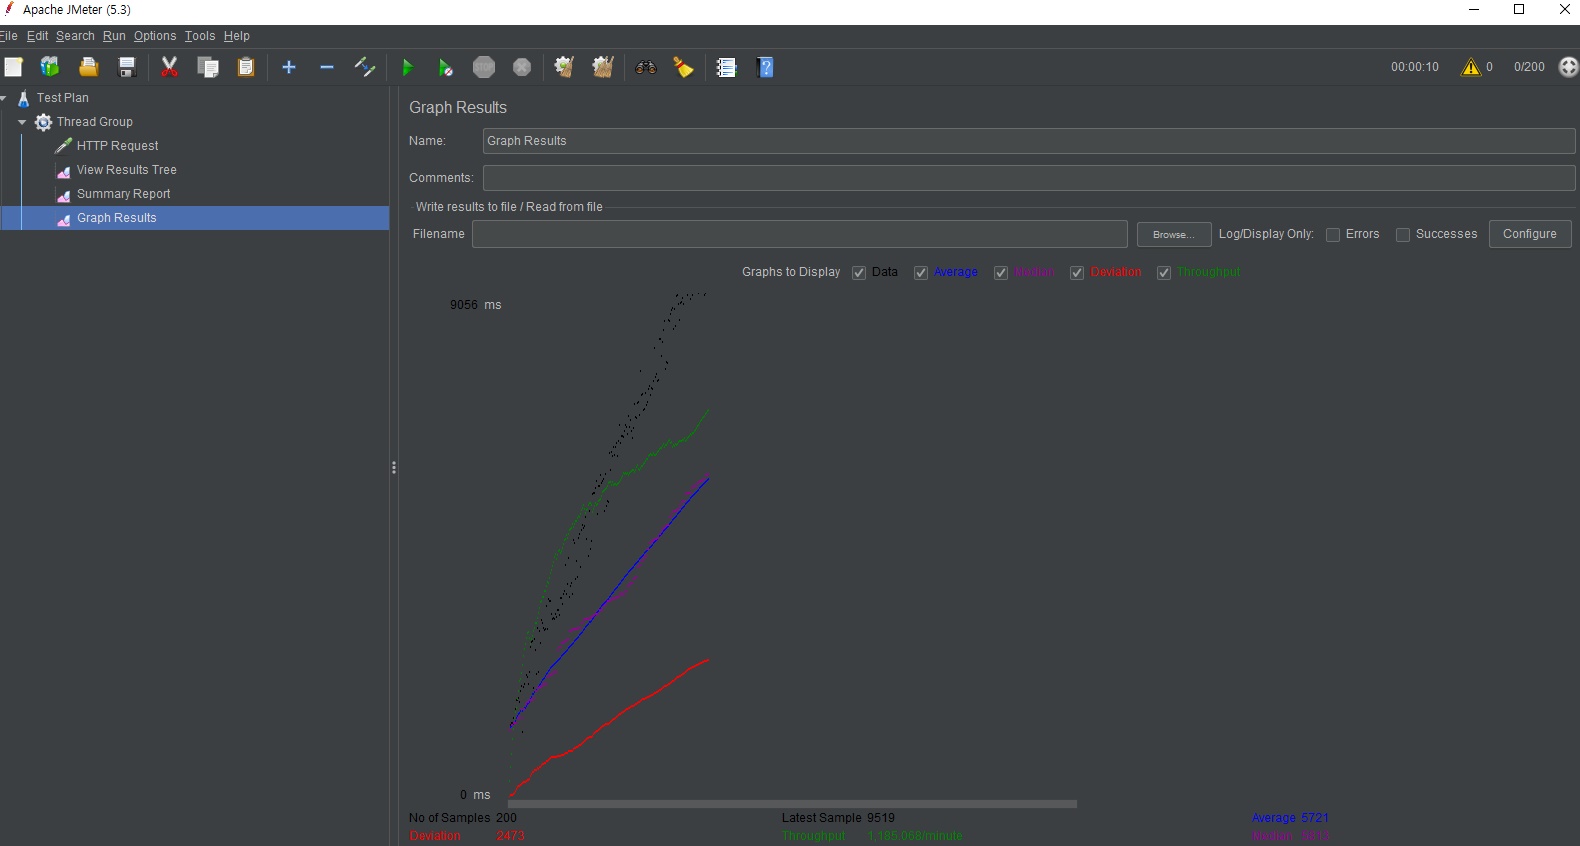 Apache JMeter (5.3)
File Edit Search Run Options Tools Help
STOP
00:00:10 0 0/200
Test Plan
Thread Group
HTTP Request
View Results Tree
Summary Report
Graph Results
Graph Results
Name: Graph Results
Comments:
Write results to file / Read from file
Filename Browse... Log/Display Only: Errors Successes Configure
Graphs to Display Data Average Median Deviation Throughput
9056 ms
0 ms
No of Samples 200 Latest Sample 9519 Average 5721
Deviation 2473 Throughput 1,185.068/minute Median